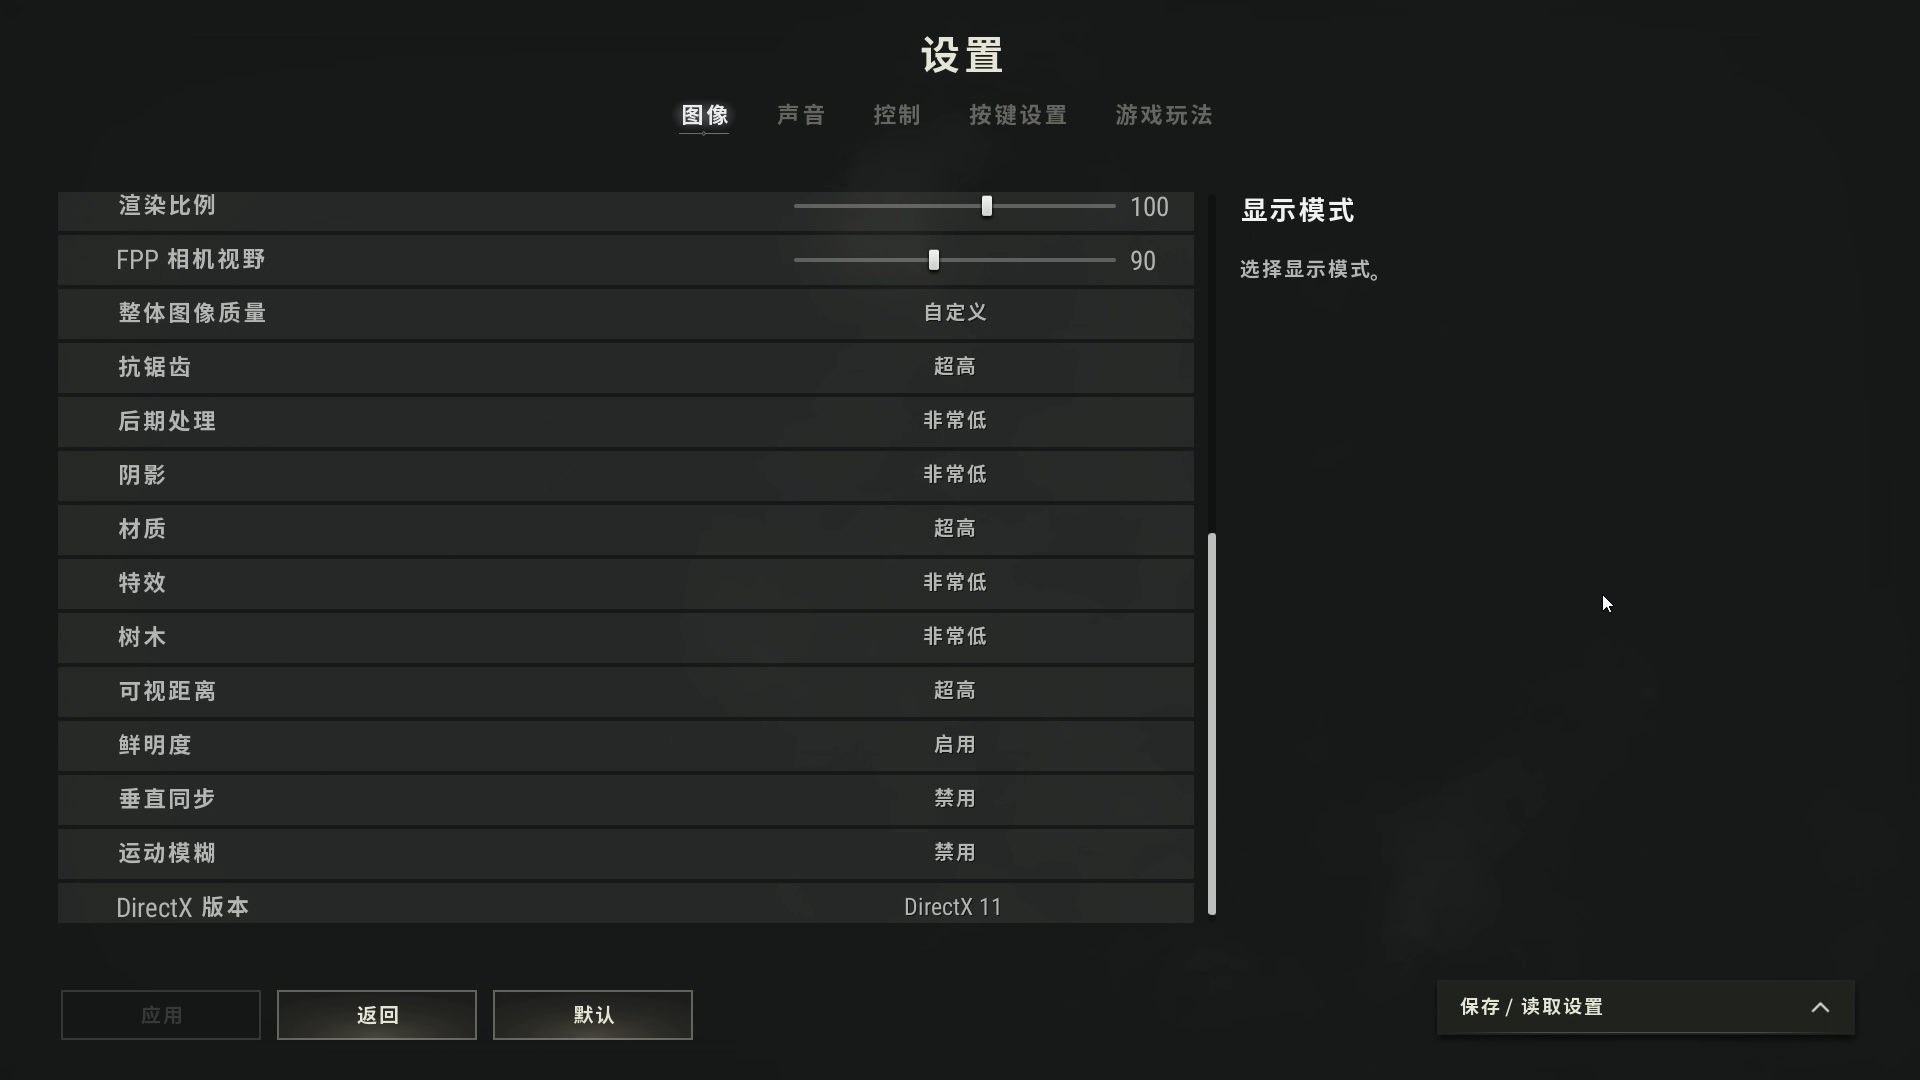 设置
图像 声音 控制 按键设置 游戏玩法
渲染比例 100
FPP 相机视野 90
整体图像质量 自定义
抗锯齿 超高
后期处理 非常低
阴影 非常低
材质 超高
特效 非常低
树木 非常低
可视距离 超高
鲜明度 启用
垂直同步 禁用
运动模糊 禁用
DirectX 版本 DirectX 11
显示模式
选择显示模式。
应用 返回 默认
保存 / 读取设置